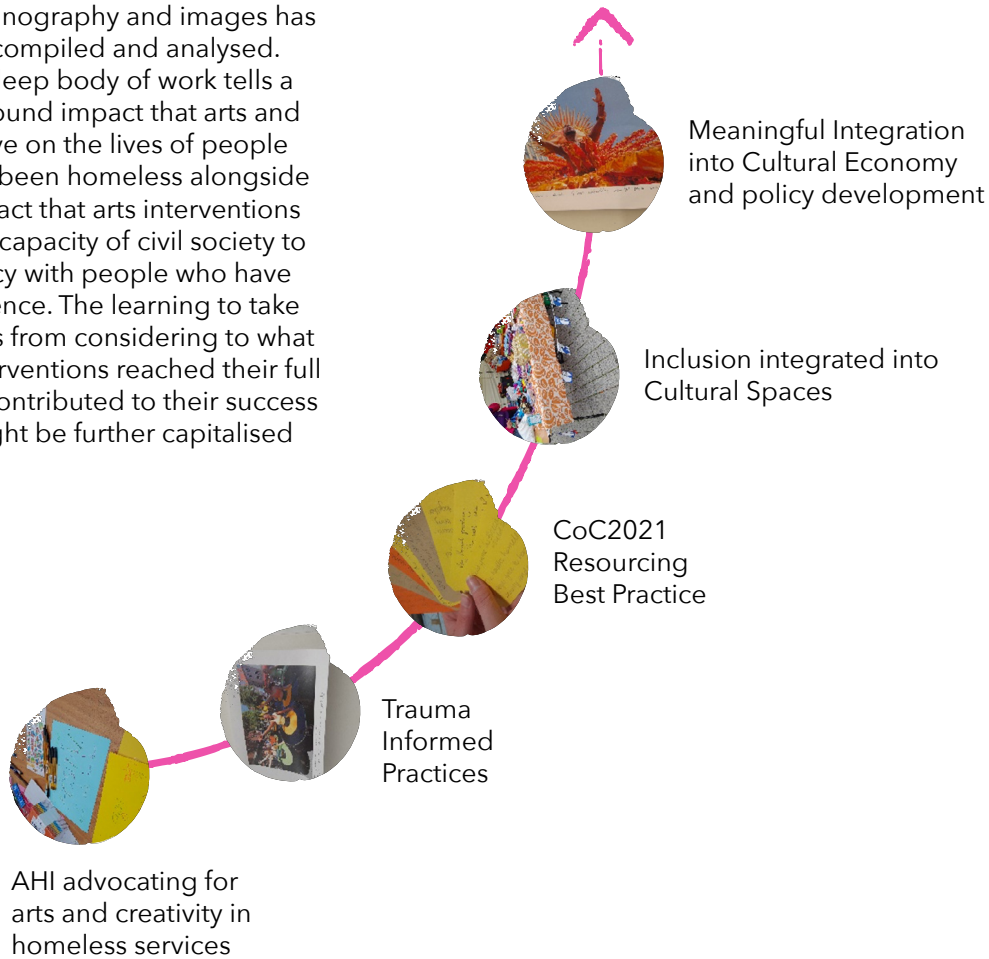 nography and images has
compiled and analysed.
eep body of work tells a
ound impact that arts and
ve on the lives of people
been homeless alongside
act that arts interventions
capacity of civil society to
cy with people who have
ence. The learning to take
s from considering to what
rventions reached their full
ontributed to their success
ght be further capitalised
Meaningful Integration
into Cultural Economy
and policy development
Inclusion integrated into
Cultural Spaces
CoC2021
Resourcing
Best Practice
Trauma
Informed
Practices
AHI advocating for
arts and creativity in
homeless services